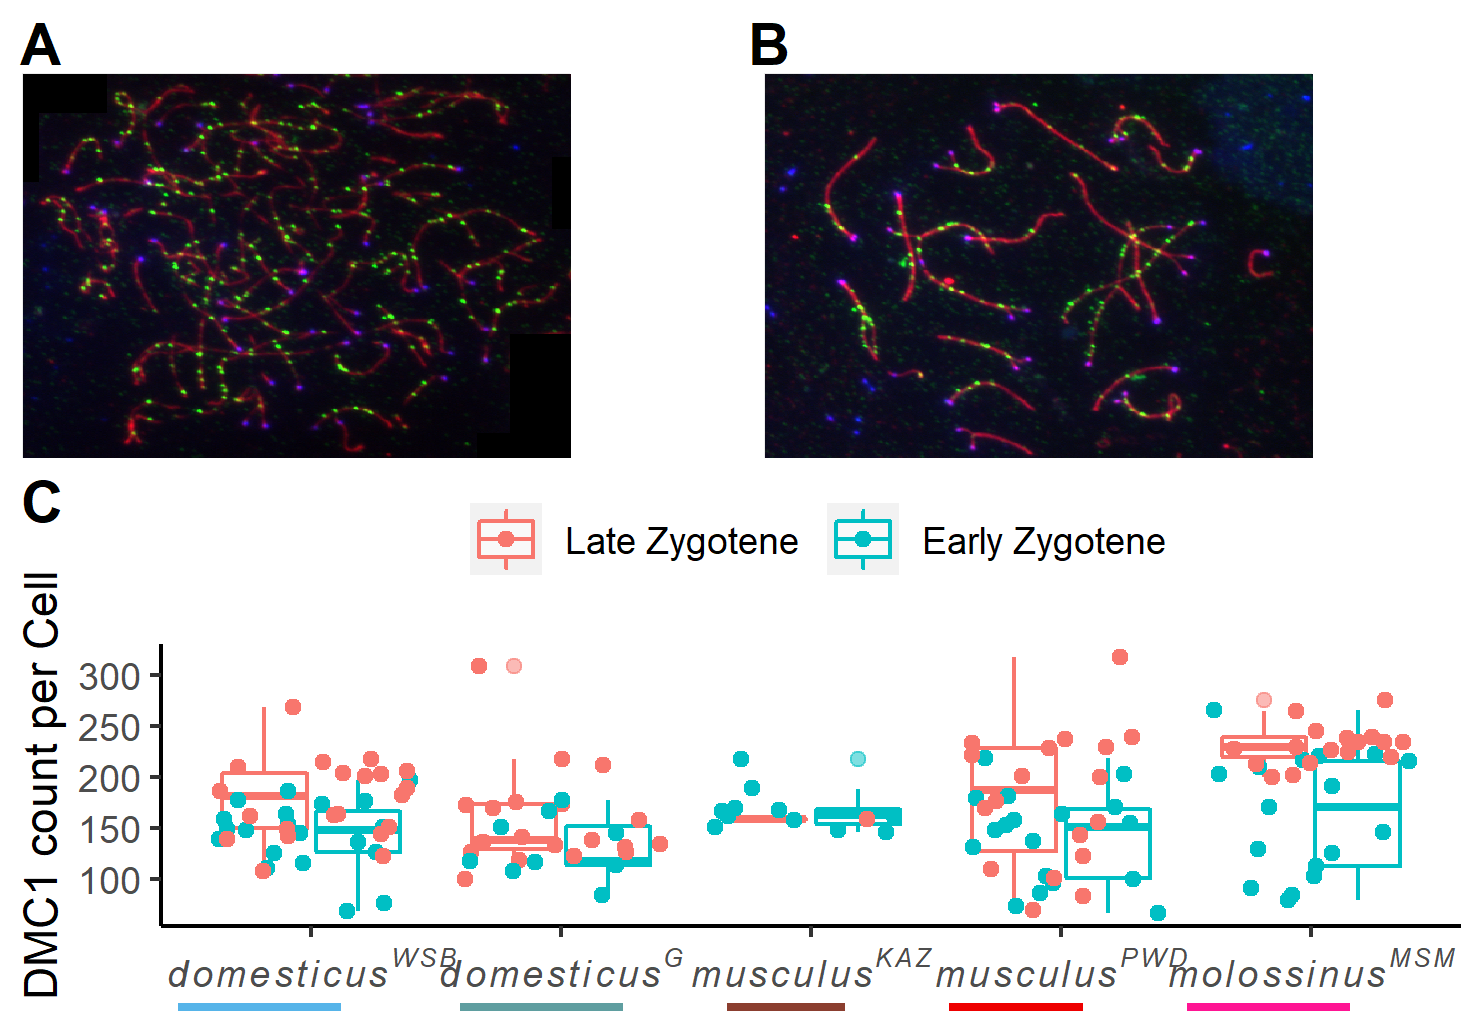 A
B
C
Late Zygotene
Early Zygotene
DMC1 count per Cell
300
250
200
150
100
domesticus WSB
domesticus G
musculus KAZ
musculus PWD
molossinus MSM